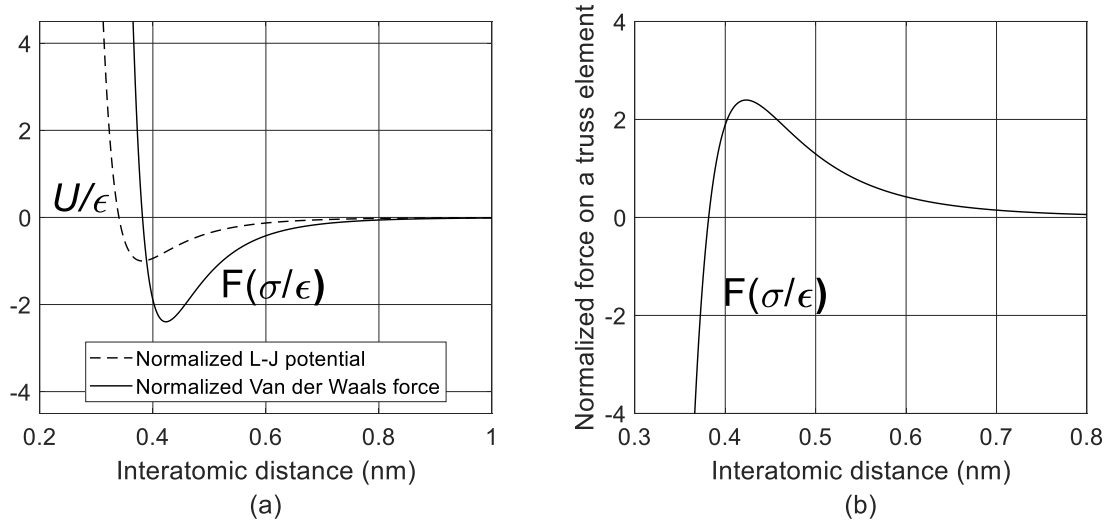 4
2
0
-2
-4
0.2
0.4
0.6
0.8
1
U/ϵ
F(σ/ϵ)
Normalized L-J potential
Normalized Van der Waals force
Interatomic distance (nm)
(a)
Normalized force on a truss element
4
2
0
-2
-4
0.3
0.4
0.5
0.6
0.7
0.8
F(σ/ϵ)
Interatomic distance (nm)
(b)